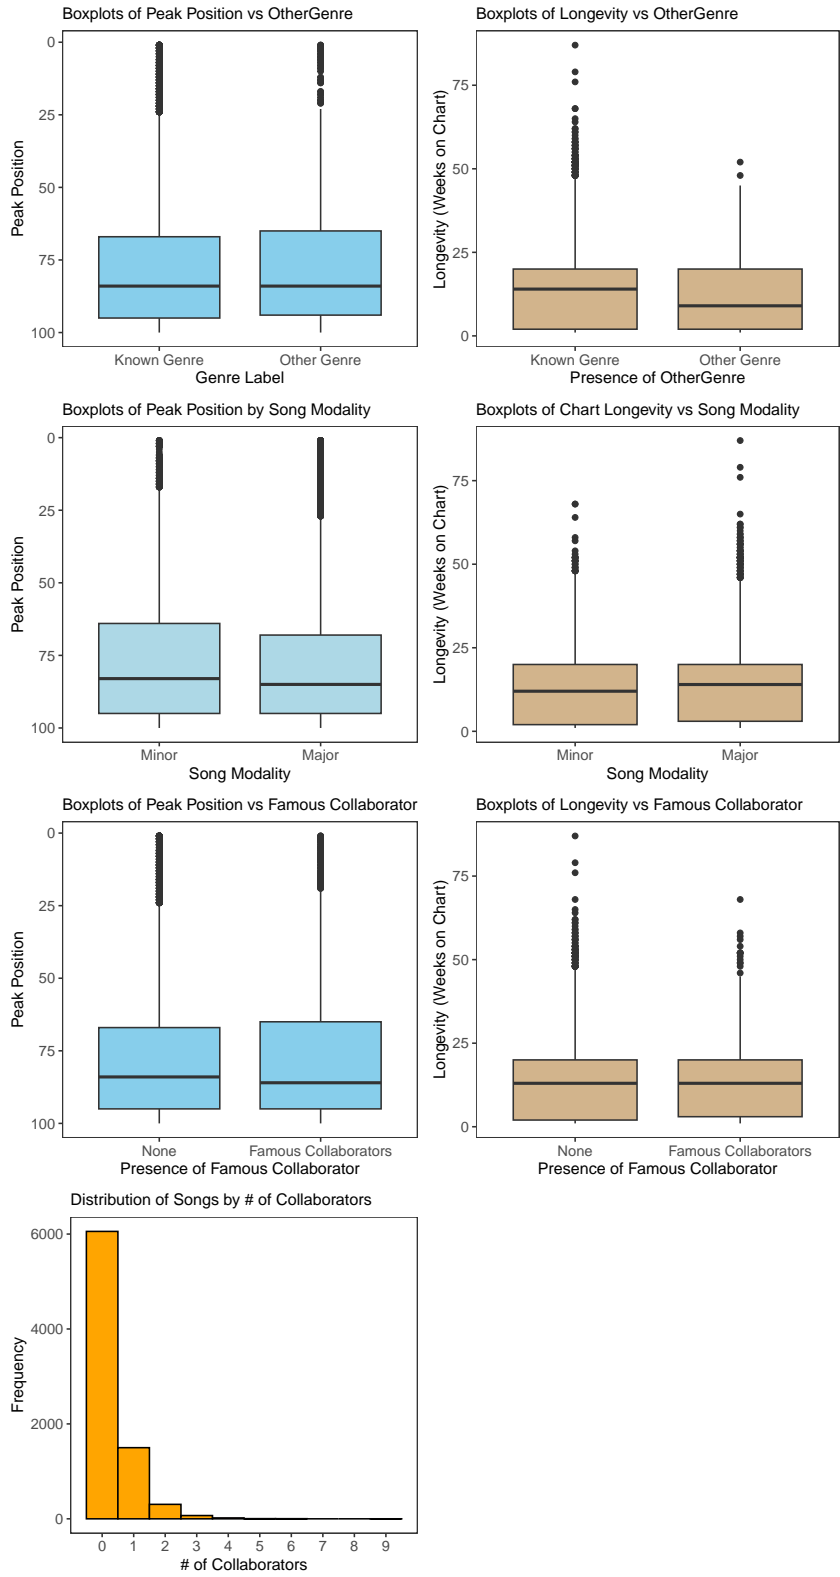 Boxplots of Peak Position vs OtherGenre
0
25
50
75
100
Peak Position
Known Genre
Other Genre
Genre Label
Boxplots of Longevity vs OtherGenre
75
50
25
0
Longevity (Weeks on Chart)
Known Genre
Other Genre
Presence of OtherGenre
Boxplots of Peak Position by Song Modality
0
25
50
75
100
Peak Position
Minor
Major
Song Modality
Boxplots of Chart Longevity vs Song Modality
75
50
25
0
Longevity (Weeks on Chart)
Minor
Major
Song Modality
Boxplots of Peak Position vs Famous Collaborator
0
25
50
75
100
Peak Position
None
Famous Collaborators
Presence of Famous Collaborator
Boxplots of Longevity vs Famous Collaborator
75
50
25
0
Longevity (Weeks on Chart)
None
Famous Collaborators
Presence of Famous Collaborator
Distribution of Songs by # of Collaborators
6000
4000
2000
0
Frequency
0 1 2 3 4 5 6 7 8 9
# of Collaborators